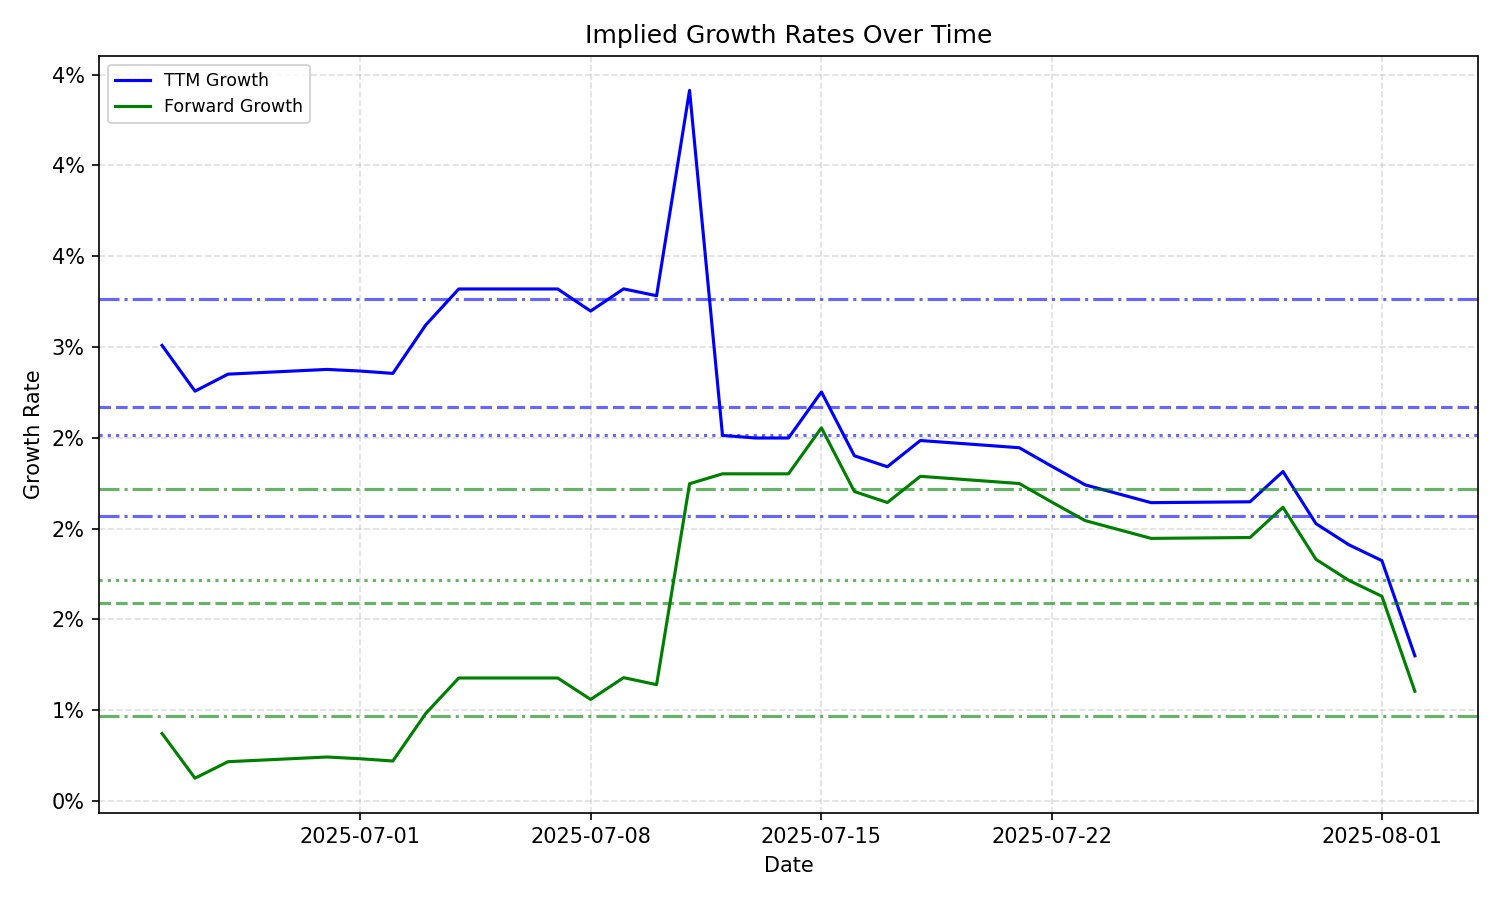 Implied Growth Rates Over Time
TTM Growth
Forward Growth
4%
4%
4%
3%
2%
2%
2%
1%
0%
Growth Rate
2025-07-01
2025-07-08
2025-07-15
2025-07-22
2025-08-01
Date